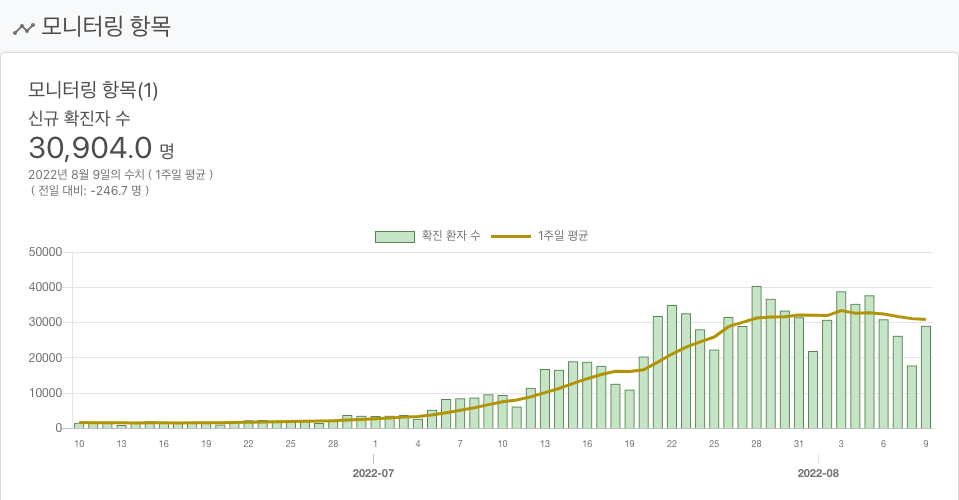 모니터링 항목
모니터링 항목(1)
신규 확진자 수
30,904.0 명
2022년 8월 9일의 수치 ( 1주일 평균 )
( 전일 대비: -246.7 명 )
확진 환자 수 1주일 평균
50000
40000
30000
20000
10000
0
10 13 16 19 22 25 28 1 4 7 10 13 16 19 22 25 28 31 3 6 9
2022-07 2022-08